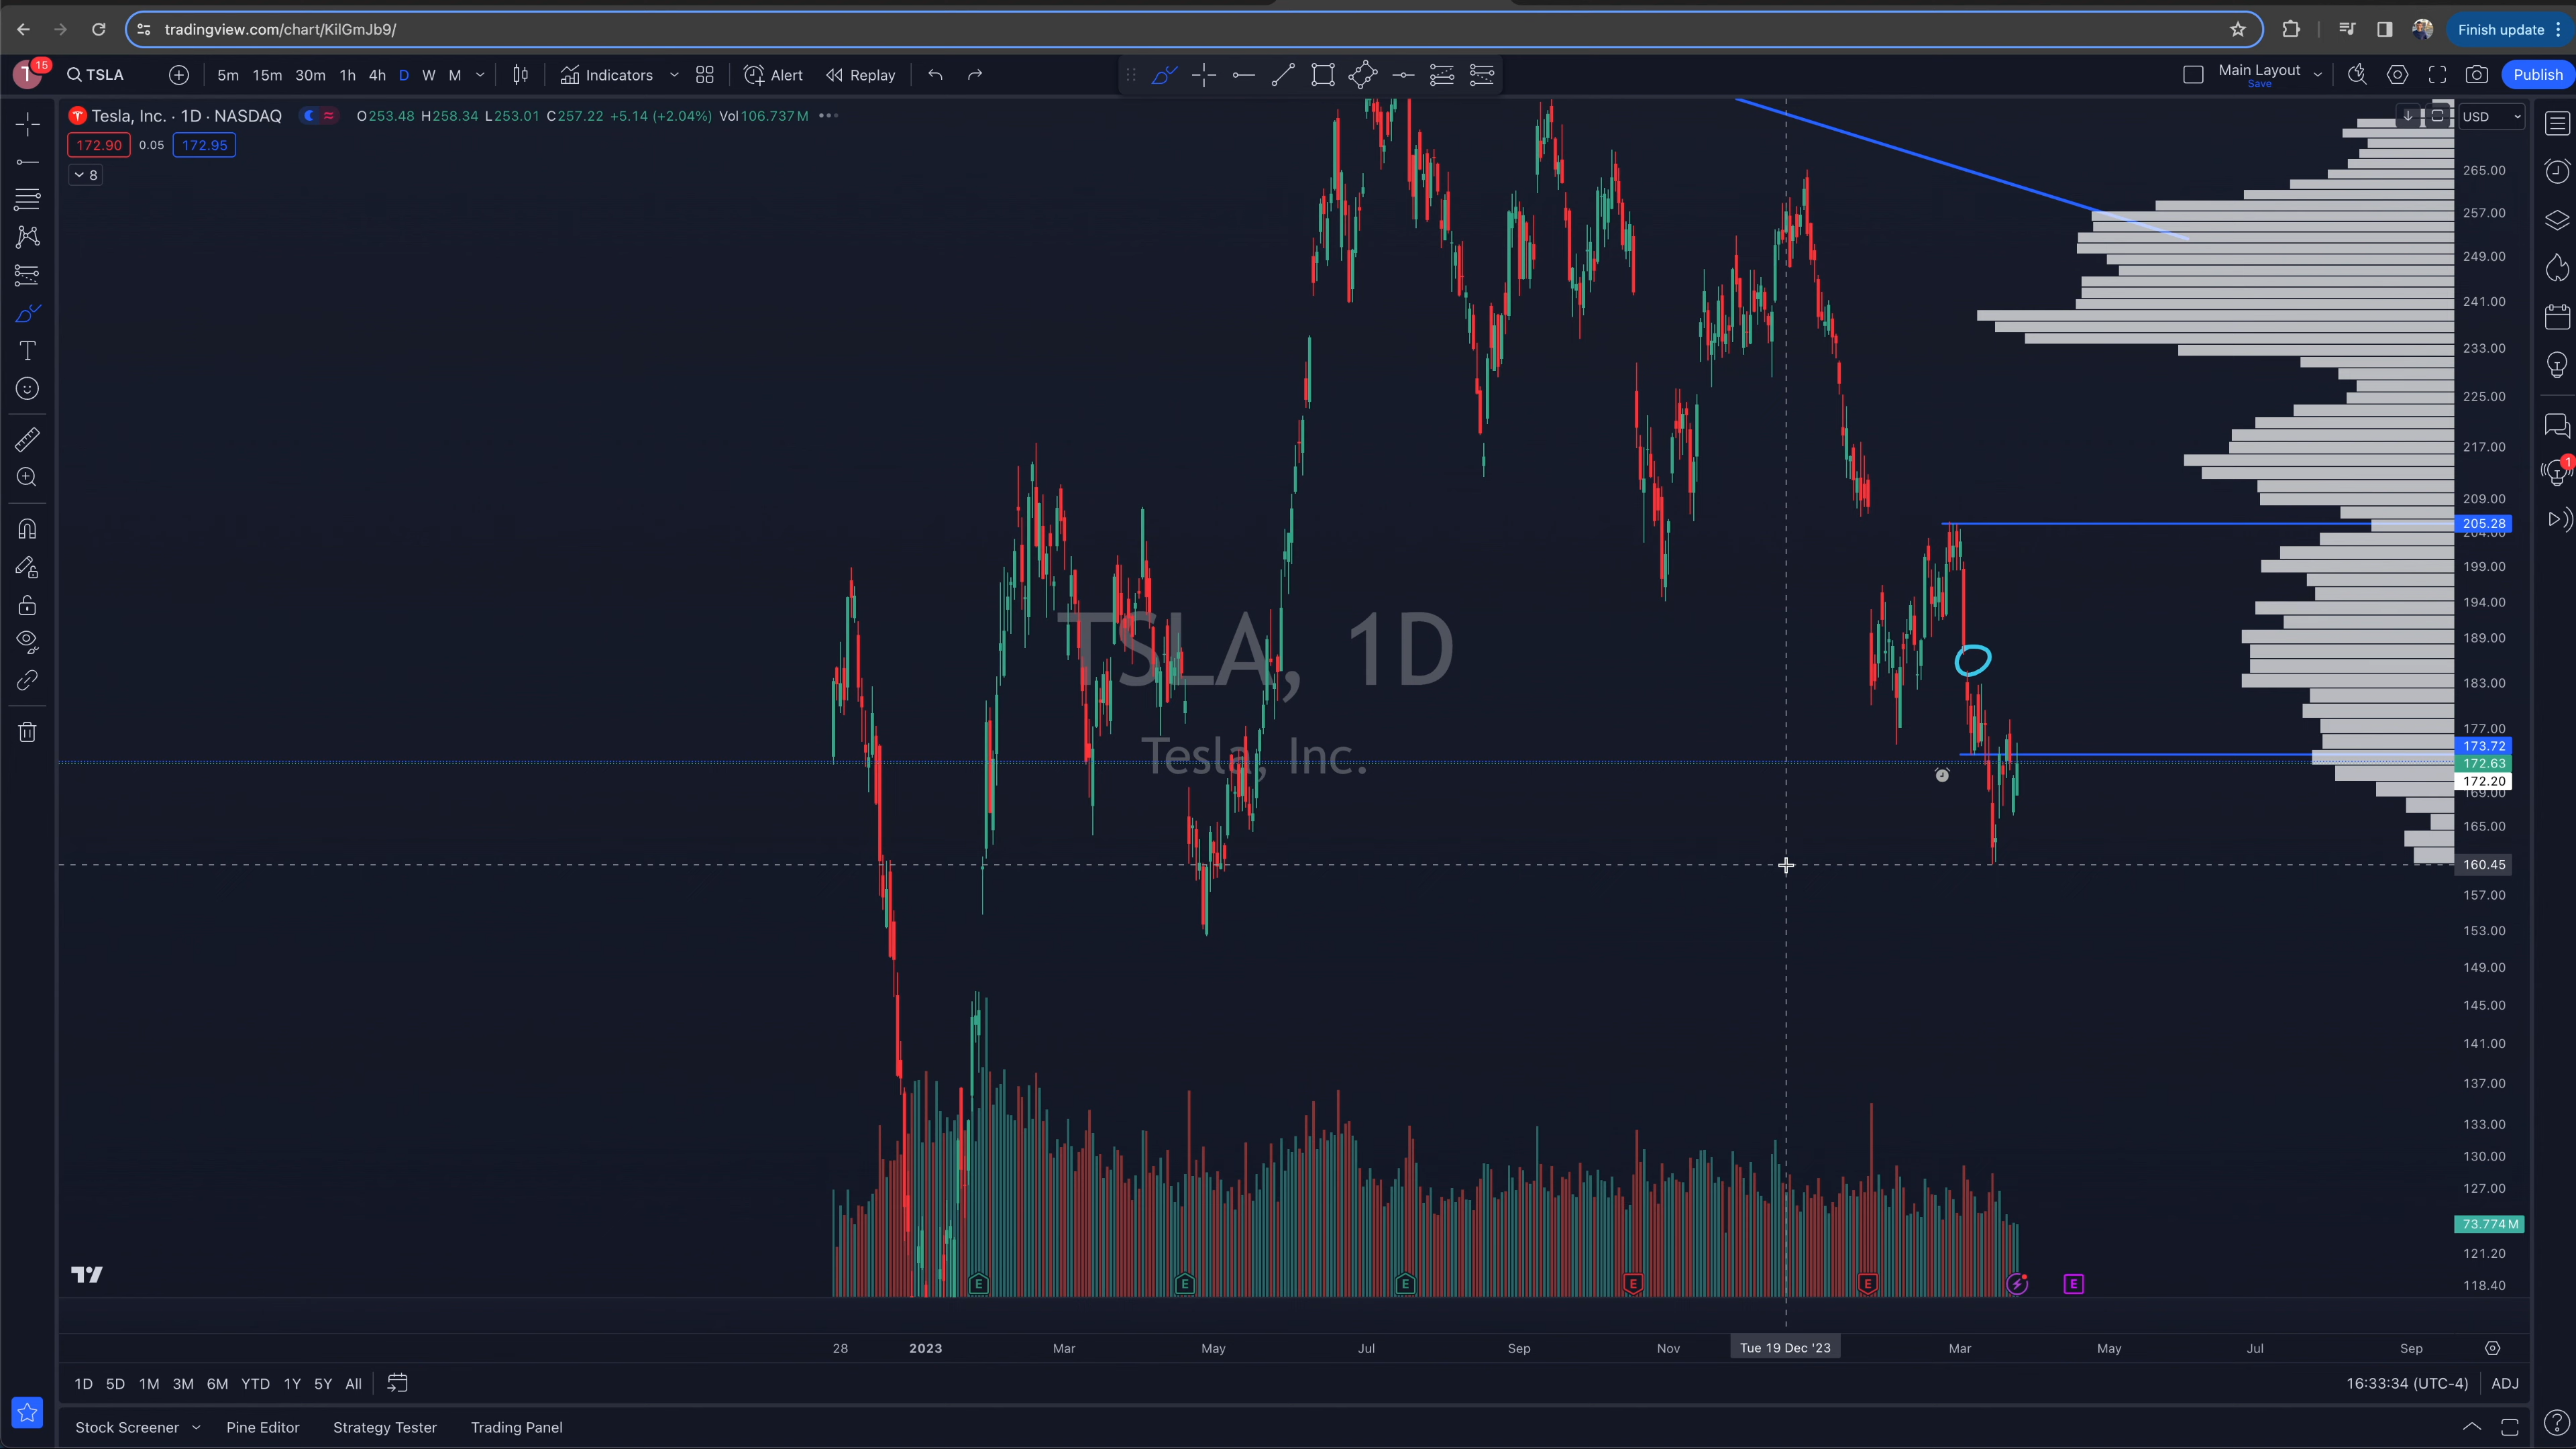 tradingview.com/chart/KilGmJb9/
Finish update
15
TSLA
5m 15m 30m 1h 4h D W M
Indicators
Alert
Replay
Main Layout
Save
Publish
Tesla, Inc. · 1D · NASDAQ
O253.48 H258.34 L253.01 C257.22 +5.14 (+2.04%) Vol106.737M
USD
172.90 0.05 172.95
8
265.00
257.00
249.00
241.00
233.00
225.00
217.00
1
209.00
205.28
204.00
199.00
194.00
189.00
TSLA, 1D
183.00
177.00
173.72
Tesla, Inc.
172.63
172.20
169.00
165.00
160.45
157.00
153.00
149.00
145.00
141.00
137.00
133.00
130.00
127.00
73.774M
121.20
118.40
E E E E E E
28 2023 Mar May Jul Sep Nov Tue 19 Dec '23 Mar May Jul Sep
1D 5D 1M 3M 6M YTD 1Y 5Y All
16:33:34 (UTC-4) ADJ
Stock Screener Pine Editor Strategy Tester Trading Panel